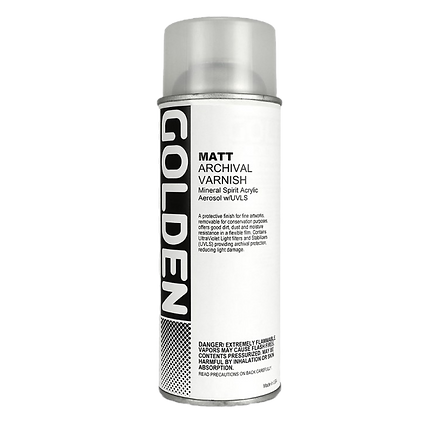 GOLDEN
MATT
ARCHIVAL
VARNISH
Mineral Spirit Acrylic
Aerosol w/UVLS
A protective finish for fine artworks,
removable for conservation purposes,
offers good dirt, dust and moisture
resistance in a flexible film. Contains
UltraViolet Light filters and Stabilizers
(UVLS) providing archival protection,
reducing light damage.
DANGER: EXTREMELY FLAMMABLE.
VAPORS MAY CAUSE FLASH FIRES.
CONTENTS PRESSURIZED. MAY BE
HARMFUL BY INHALATION OR SKIN
ABSORPTION.
READ PRECAUTIONS ON BACK CAREFULLY
Made in